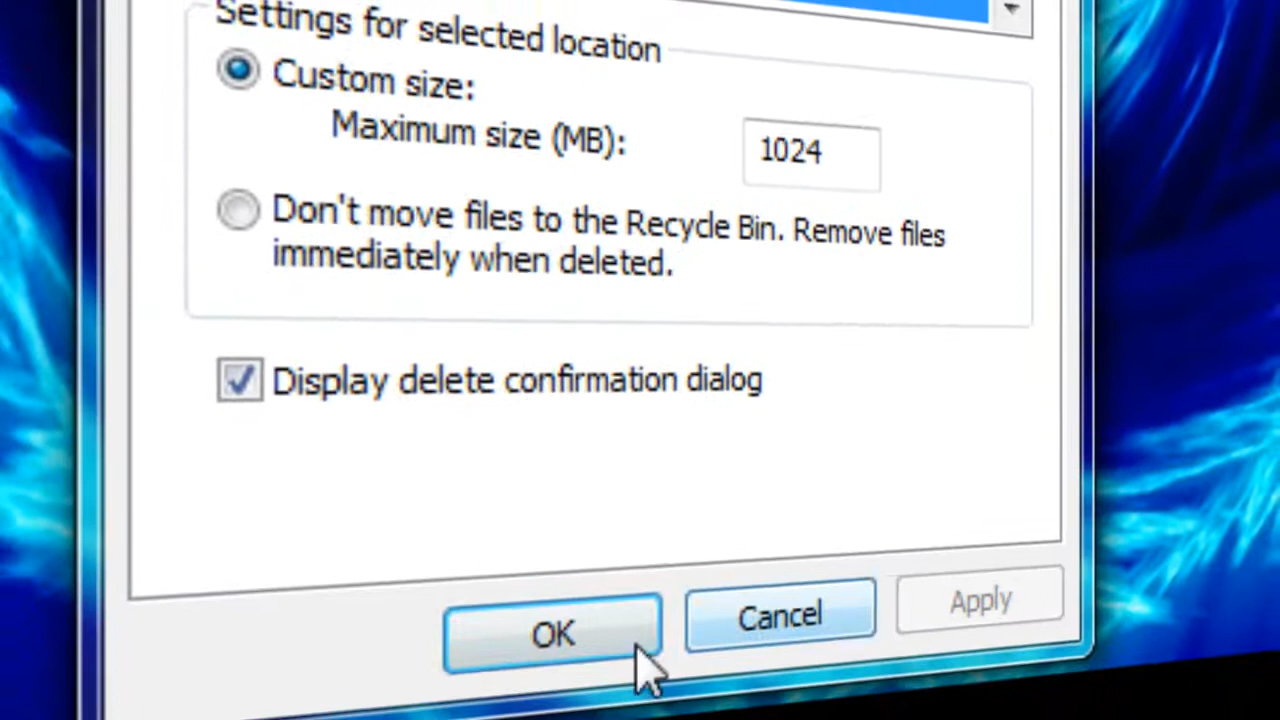 Settings for selected location
Custom size:
Maximum size (MB):
1024
Don't move files to the Recycle Bin. Remove files
immediately when deleted.
Display delete confirmation dialog
OK
Cancel
Apply